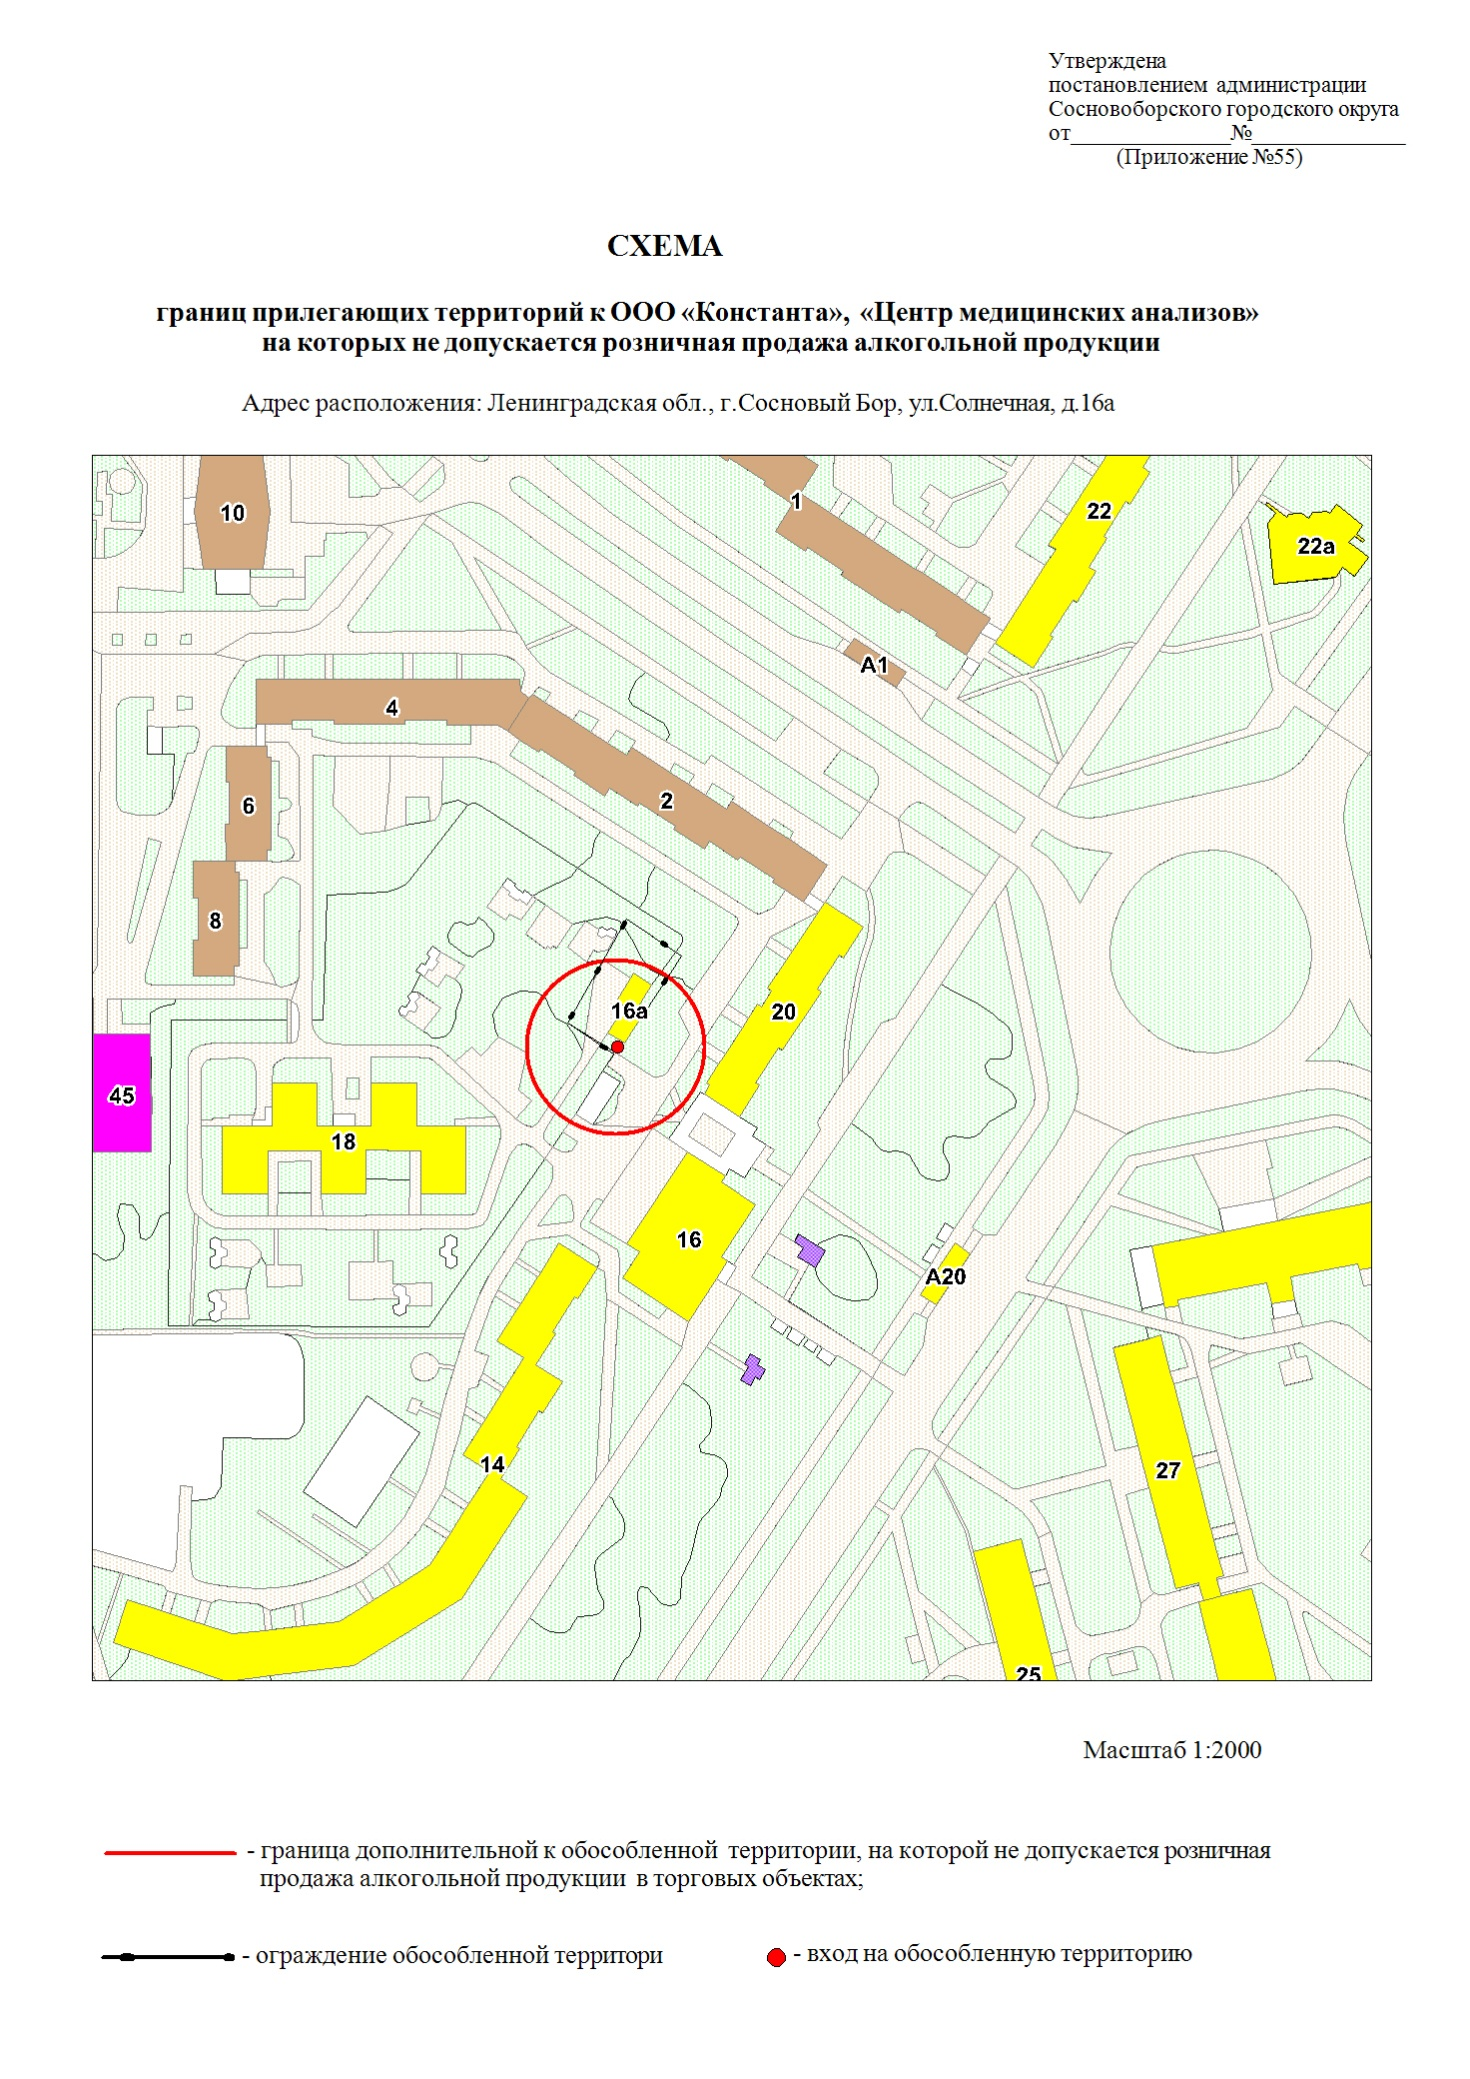 Утверждена
постановлением администрации
Сосновоборского городского округа
от______________№_____________
(Приложение №55)
СХЕМА
границ прилегающих территорий к ООО «Константа», «Центр медицинских анализов»
на которых не допускается розничная продажа алкогольной продукции
Адрес расположения: Ленинградская обл., г.Сосновый Бор, ул.Солнечная, д.16а
10
1
22
22а
А1
4
2
6
8
16а
20
45
18
16
А20
14
27
25
Масштаб 1:2000
- граница дополнительной к обособленной территории, на которой не допускается розничная
продажа алкогольной продукции в торговых объектах;
- ограждение обособленной территори
- вход на обособленную территорию